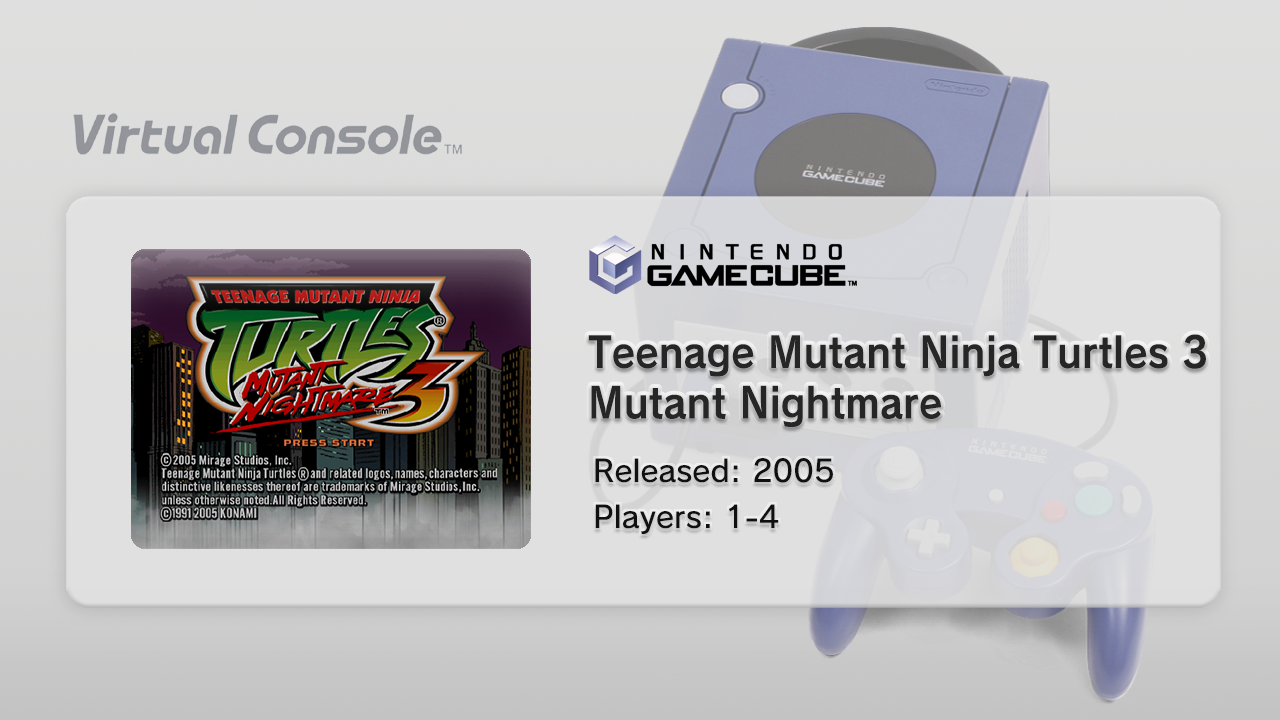 Nintendo
Virtual Console™
NINTENDO
GAMECUBE
NINTENDO
GAMECUBE™
TEENAGE MUTANT NINJA
TURTLES®
MUTANT
NIGHTMARE™ 3
PRESS START
©2005 Mirage Studios, Inc.
Teenage Mutant Ninja Turtles® and related logos, names, characters and
distinctive likenesses thereof are trademarks of Mirage Studios, Inc.
unless otherwise noted. All Rights Reserved.
©1991 2005 KONAMI
Teenage Mutant Ninja Turtles 3
Mutant Nightmare
Released: 2005
Players: 1-4
NINTENDO
GAMECUBE